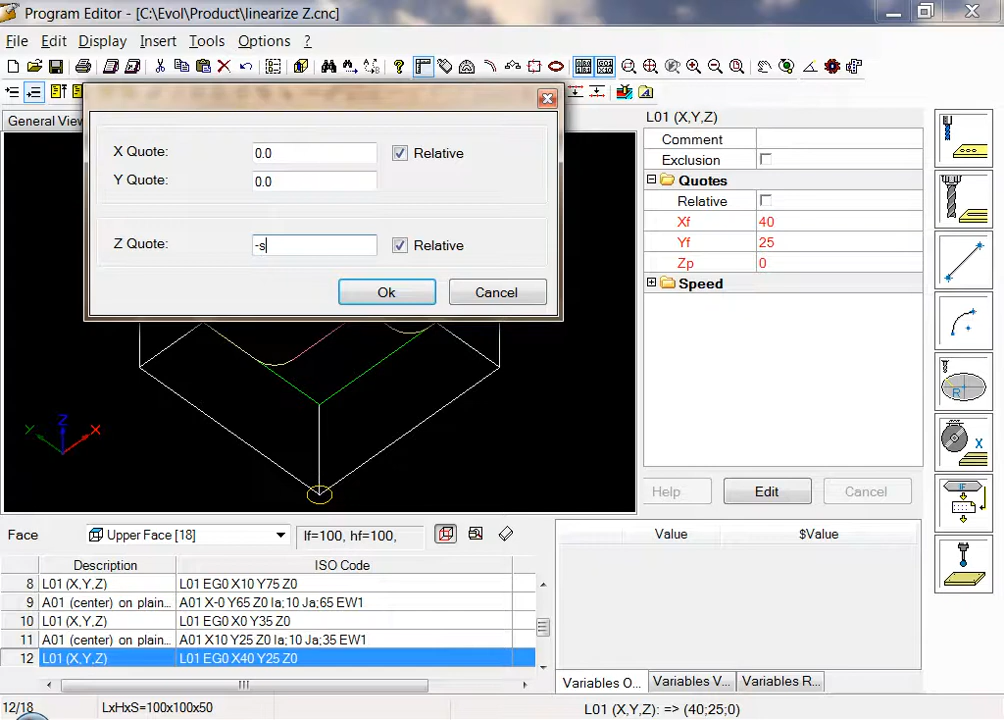 Program Editor - [C:\Evol\Product\linearize Z.cnc]
File Edit Display Insert Tools Options ?
General View
X Quote: 0.0 Relative
Y Quote: 0.0
Z Quote: -s Relative
Ok Cancel
L01 (X,Y,Z)
Comment
Exclusion
Quotes
Relative
Xf 40
Yf 25
Zp 0
Speed
Help Edit Cancel
Z
Y X
R
X
IF
Face Upper Face [18] lf=100, hf=100,
Description ISO Code
8 L01 (X,Y,Z) L01 EG0 X10 Y75 Z0
9 A01 (center) on plain... A01 X-0 Y65 Z0 Ia;10 Ja;65 EW1
10 L01 (X,Y,Z) L01 EG0 X0 Y35 Z0
11 A01 (center) on plain... A01 X10 Y25 Z0 Ia;10 Ja;35 EW1
12 L01 (X,Y,Z) L01 EG0 X40 Y25 Z0
Value $Value
Variables O... Variables V... Variables R...
12/18 LxHxS=100x100x50 L01 (X,Y,Z): => (40;25;0)